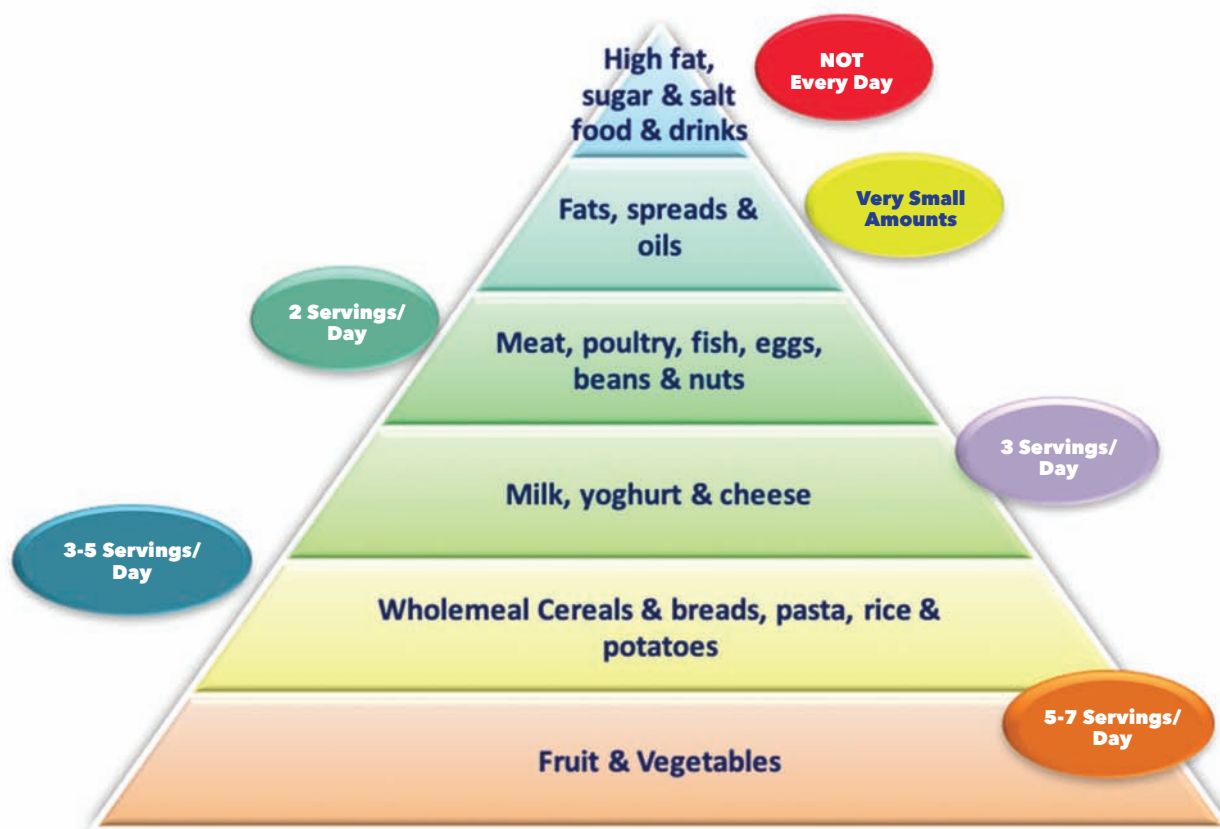 High fat,
sugar & salt
food & drinks
NOT
Every Day
Fats, spreads &
oils
Very Small
Amounts
2 Servings/
Day
Meat, poultry, fish, eggs,
beans & nuts
Milk, yoghurt & cheese
3 Servings/
Day
3-5 Servings/
Day
Wholemeal Cereals & breads, pasta, rice &
potatoes
Fruit & Vegetables
5-7 Servings/
Day